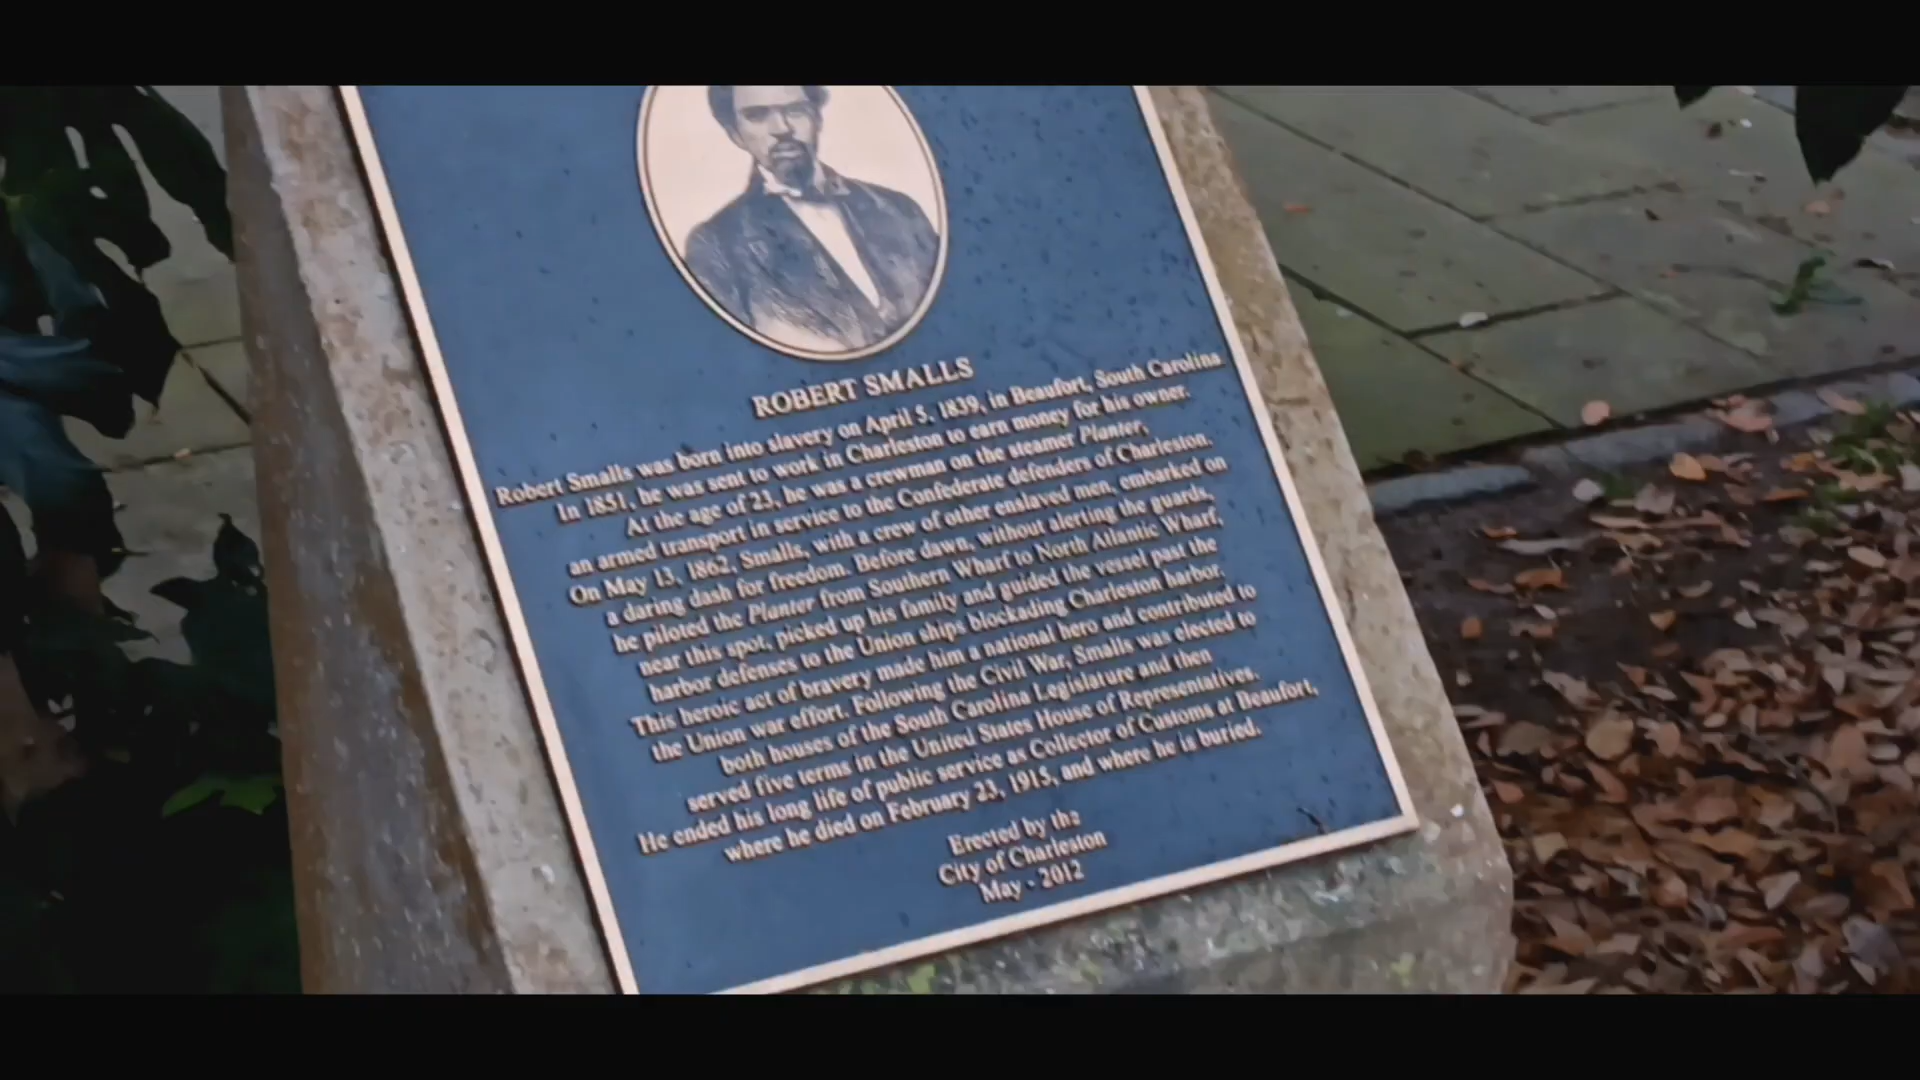 ROBERT SMALLS
Robert Smalls was born into slavery on April 5, 1839, in Beaufort, South Carolina
In 1851, he was sent to work in Charleston to earn money for his owner.
At the age of 23, he was a crewman on the steamer Planter,
an armed transport in service to the Confederate defenders of Charleston.
On May 13, 1862, Smalls, with a crew of other enslaved men, embarked on
a daring dash for freedom. Before dawn, without alerting the guards,
he piloted the Planter from Southern Wharf to North Atlantic Wharf,
near this spot, picked up his family and guided the vessel past the
harbor defenses to the Union ships blockading Charleston harbor.
This heroic act of bravery made him a national hero and contributed to
the Union war effort. Following the Civil War, Smalls was elected to
both houses of the South Carolina Legislature and then
served five terms in the United States House of Representatives.
He ended his long life of public service as Collector of Customs at Beaufort,
where he died on February 23, 1915, and where he is buried.
Erected by the
City of Charleston
May - 2012